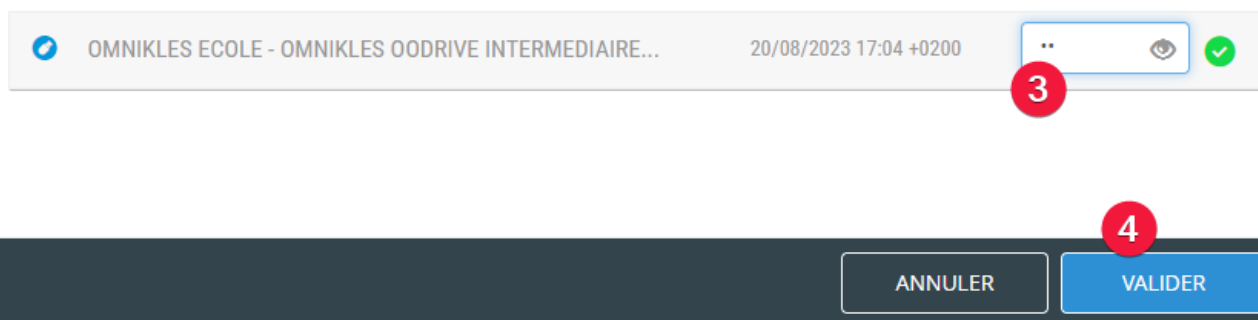 OMNIKLES ECOLE - OMNIKLES OODRIVE INTERMEDIAIRE... 20/08/2023 17:04 +0200 ••
3
4
ANNULER VALIDER